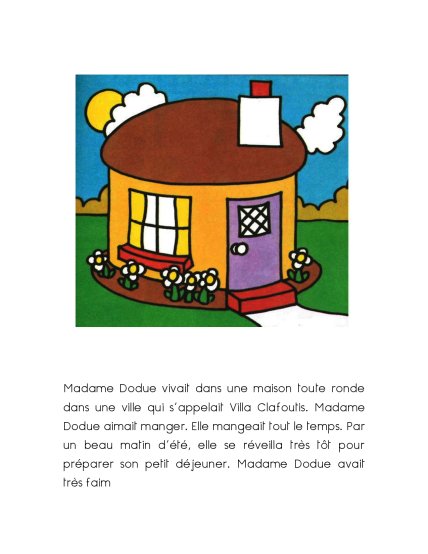 Madame Dodue vivait dans une maison toute ronde
dans une ville qui s'appelait Villa Clafoutis. Madame
Dodue aimait manger. Elle mangeait tout le temps. Par
un beau matin d'été, elle se réveilla très tôt pour
préparer son petit déjeuner. Madame Dodue avait
très faim